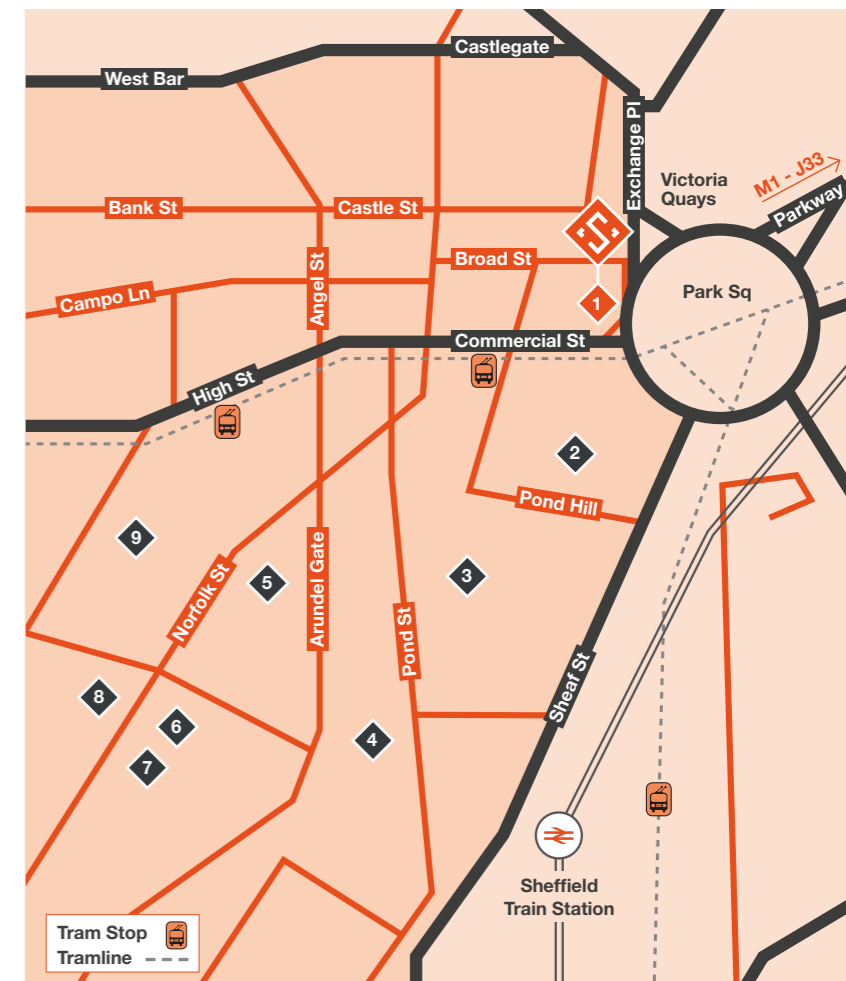 Castlegate
West Bar
Exchange Pl
Victoria
Quays
M1 - J33
Parkway
Bank St
Castle St
Broad St
Angel St
Campo Ln
Park Sq
1
Commercial St
High St
2
Pond Hill
9
5
3
Norfolk St
Arundel Gate
Pond St
Sheaf St
8
6
7
4
Sheffield
Train Station
Tram Stop
Tramline